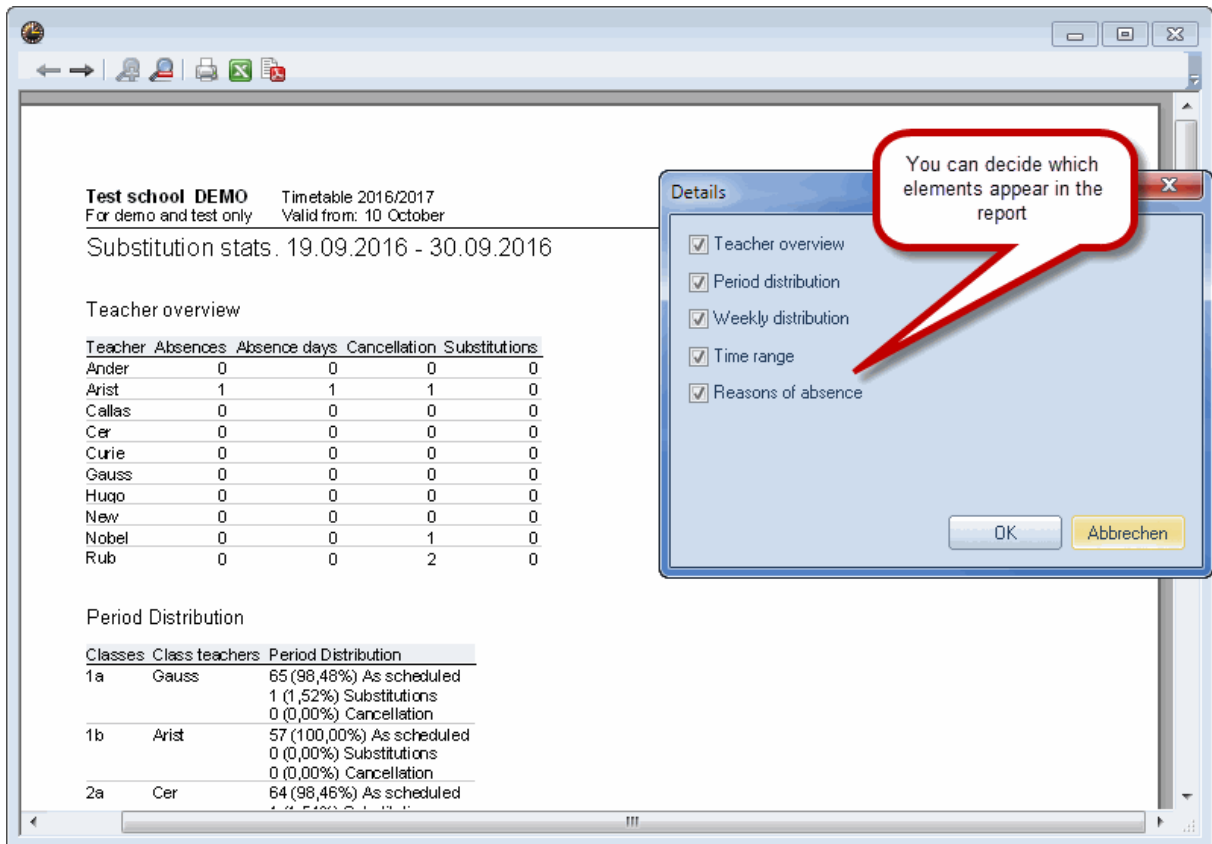 Test school DEMO Timetable 2016/2017
For demo and test only Valid from: 10 October
Substitution stats. 19.09.2016 - 30.09.2016
Teacher overview
Teacher Absences Absence days Cancellation Substitutions
Ander 0 0 0 0
Arist 1 1 1 0
Callas 0 0 0 0
Cer 0 0 0 0
Curie 0 0 0 0
Gauss 0 0 0 0
Hugo 0 0 0 0
New 0 0 0 0
Nobel 0 0 1 0
Rub 0 0 2 0
Period Distribution
Classes Class teachers Period Distribution
1a Gauss 65 (98,48%) As scheduled
1 (1,52%) Substitutions
0 (0,00%) Cancellation
1b Arist 57 (100,00%) As scheduled
0 (0,00%) Substitutions
0 (0,00%) Cancellation
2a Cer 64 (98,46%) As scheduled
Details
You can decide which
elements appear in the
report
Teacher overview
Period distribution
Weekly distribution
Time range
Reasons of absence
OK Abbrechen